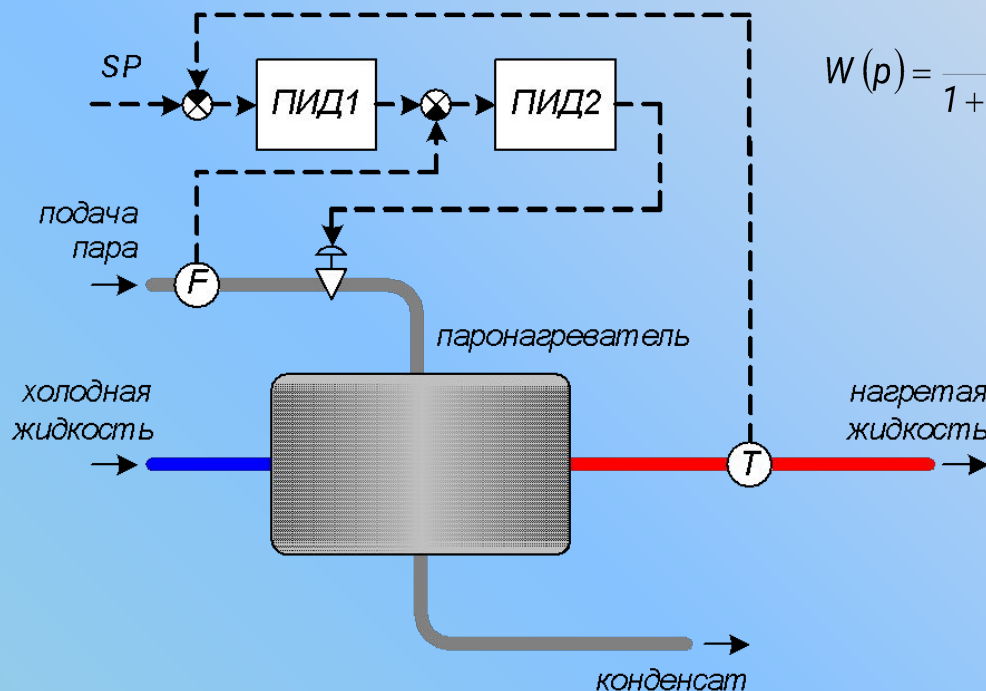 SP
ПИД1
ПИД2
W(p)=
1+
подача
пара
F
паронагреватель
холодная
жидкость
нагретая
жидкость
T
конденсат